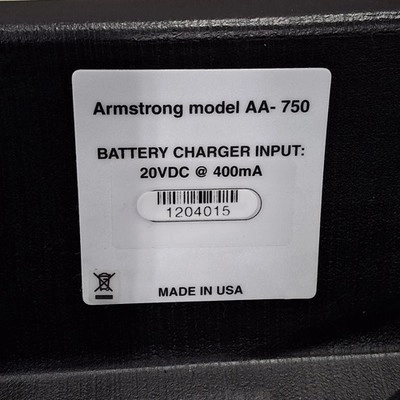 Armstrong model AA- 750
BATTERY CHARGER INPUT:
20VDC @ 400mA
1204015
MADE IN USA